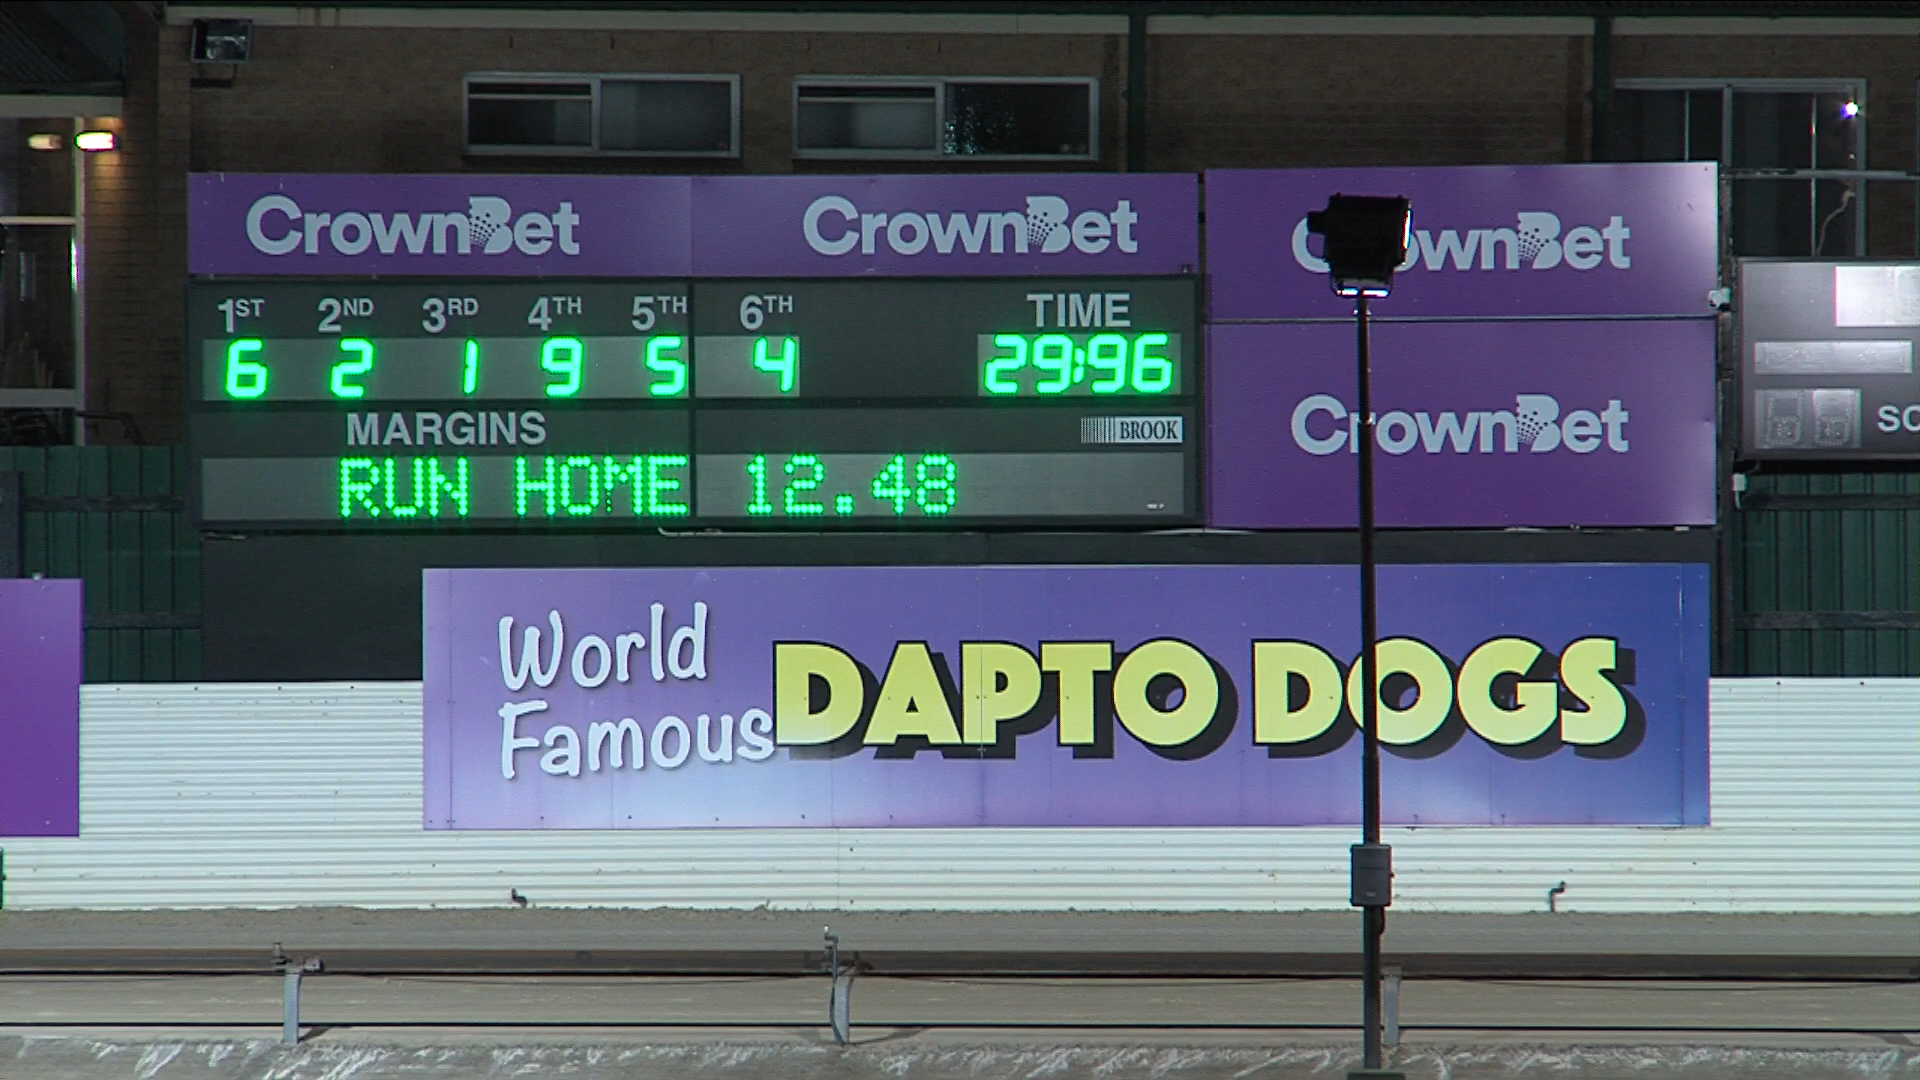 CrownBet CrownBet CrownBet
1ST 2ND 3RD 4TH 5TH 6TH TIME
6 2 1 9 5 4 29:96
MARGINS BROOK
CrownBet
SC
RUN HOME 12.48
World
Famous DAPTO DOGS